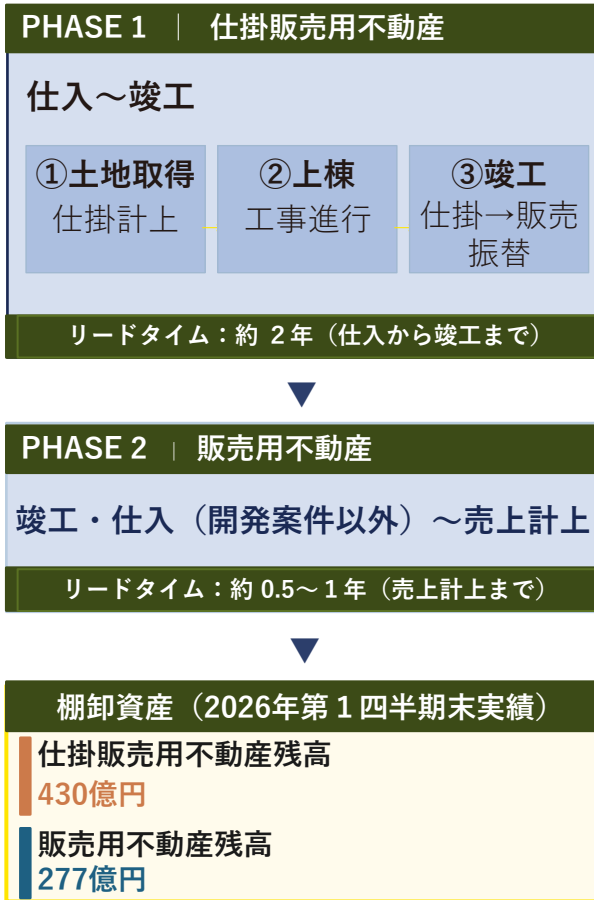 PHASE 1 | 仕掛販売用不動産
仕入～竣工
①土地取得
仕掛計上
②上棟
工事進行
③竣工
仕掛→販売
振替
リードタイム：約 2年（仕入から竣工まで）
PHASE 2 | 販売用不動産
竣工・仕入（開発案件以外）～売上計上
リードタイム：約 0.5～1年（売上計上まで）
棚卸資産（2026年第1四半期末実績）
仕掛販売用不動産残高
430億円
販売用不動産残高
277億円